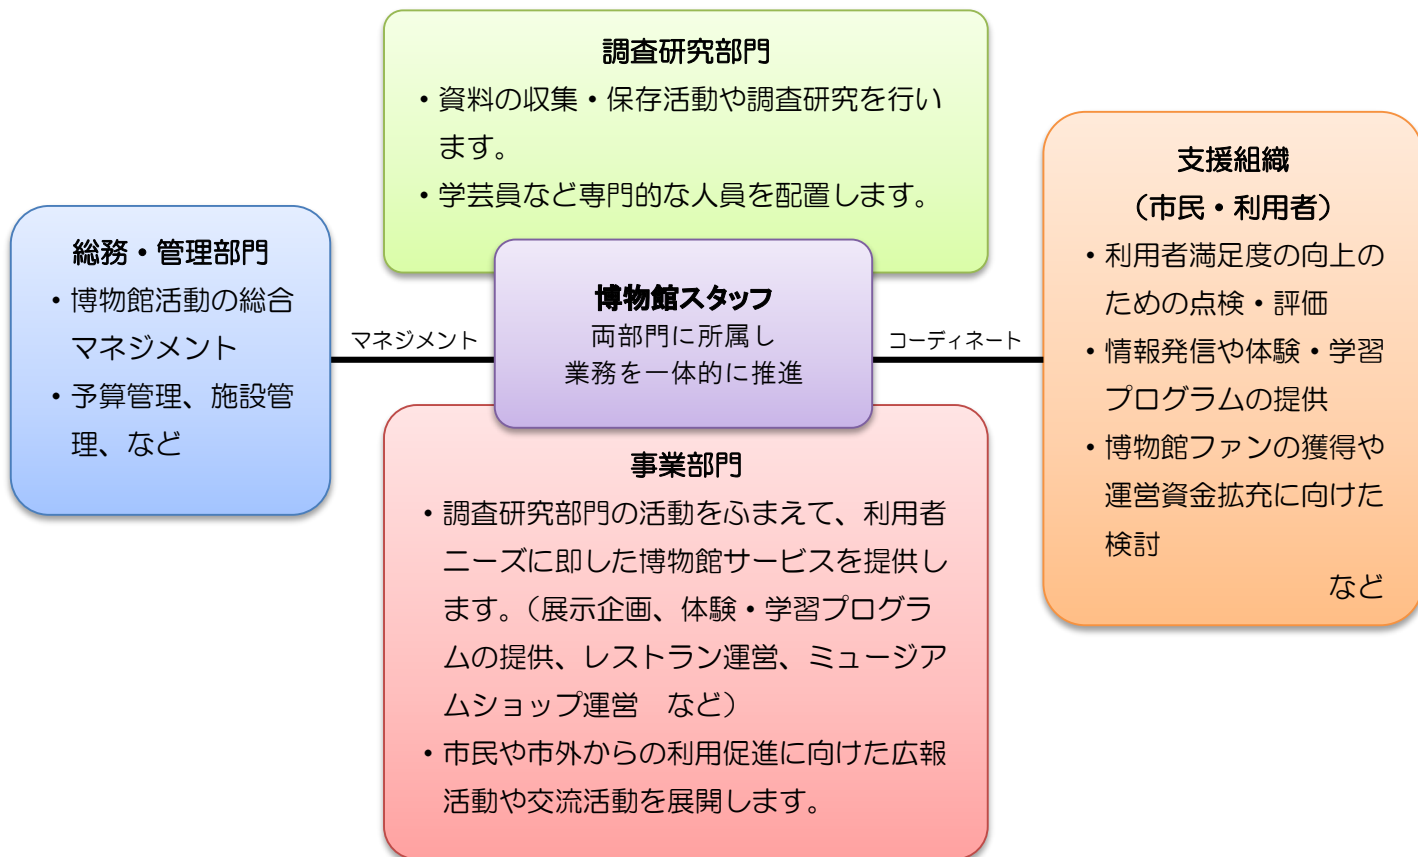 調査研究部門
・資料の収集・保存活動や調査研究を行い
ます。
・学芸員など専門的な人員を配置します。
総務・管理部門
・博物館活動の総合
マネジメント
・予算管理、施設管
理、など
マネジメント
博物館スタッフ
両部門に所属し
業務を一体的に推進
コーディネート
支援組織
（市民・利用者）
・利用者満足度の向上の
ための点検・評価
・情報発信や体験・学習
プログラムの提供
・博物館ファンの獲得や
運営資金拡充に向けた
検討
など
事業部門
・調査研究部門の活動をふまえて、利用者
ニーズに即した博物館サービスを提供し
ます。（展示企画、体験・学習プログラ
ムの提供、レストラン運営、ミュージア
ムショップ運営　など）
・市民や市外からの利用促進に向けた広報
活動や交流活動を展開します。